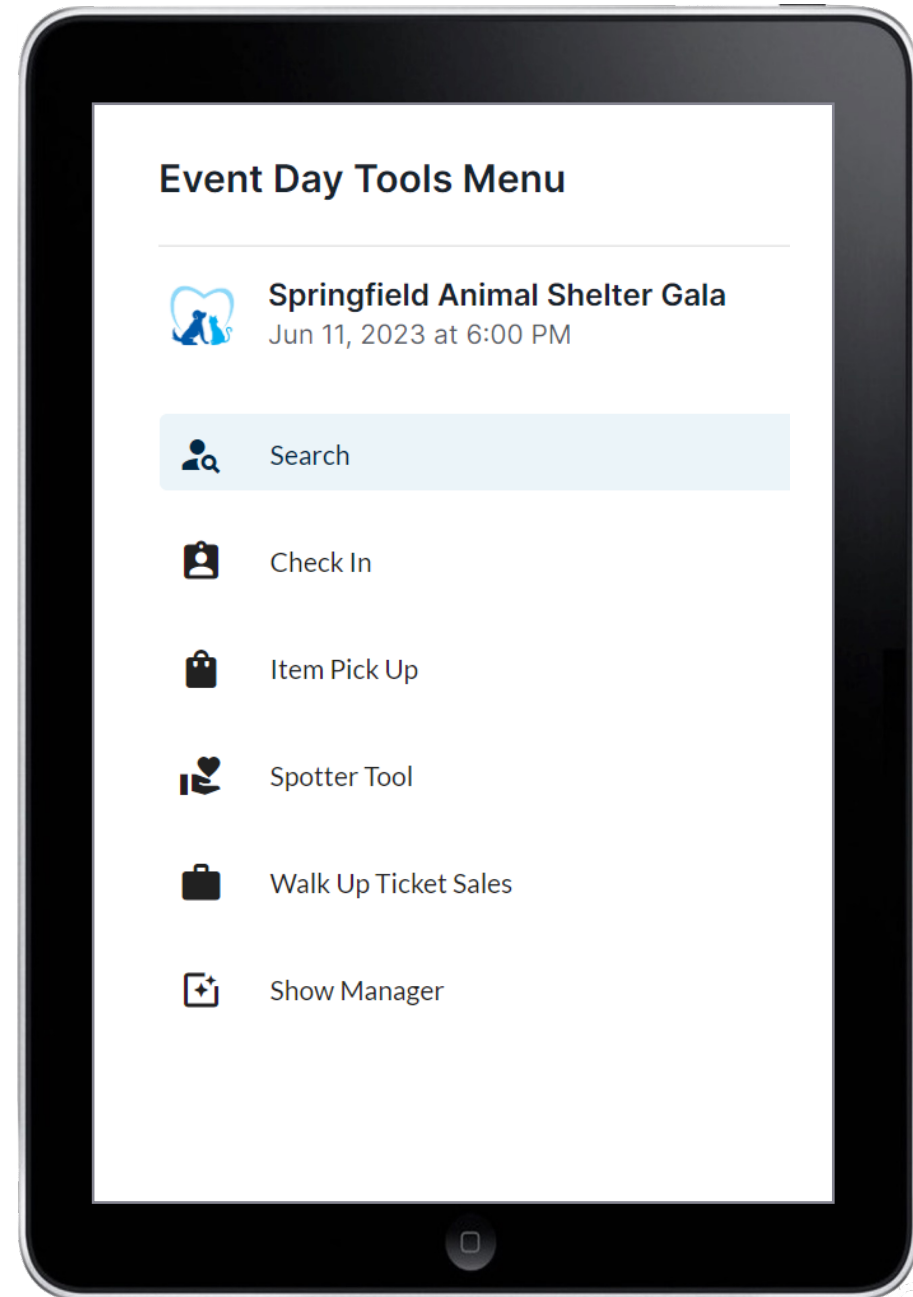 Event Day Tools Menu
Springfield Animal Shelter Gala
Jun 11, 2023 at 6:00 PM
Search
Check In
Item Pick Up
Spotter Tool
Walk Up Ticket Sales
Show Manager